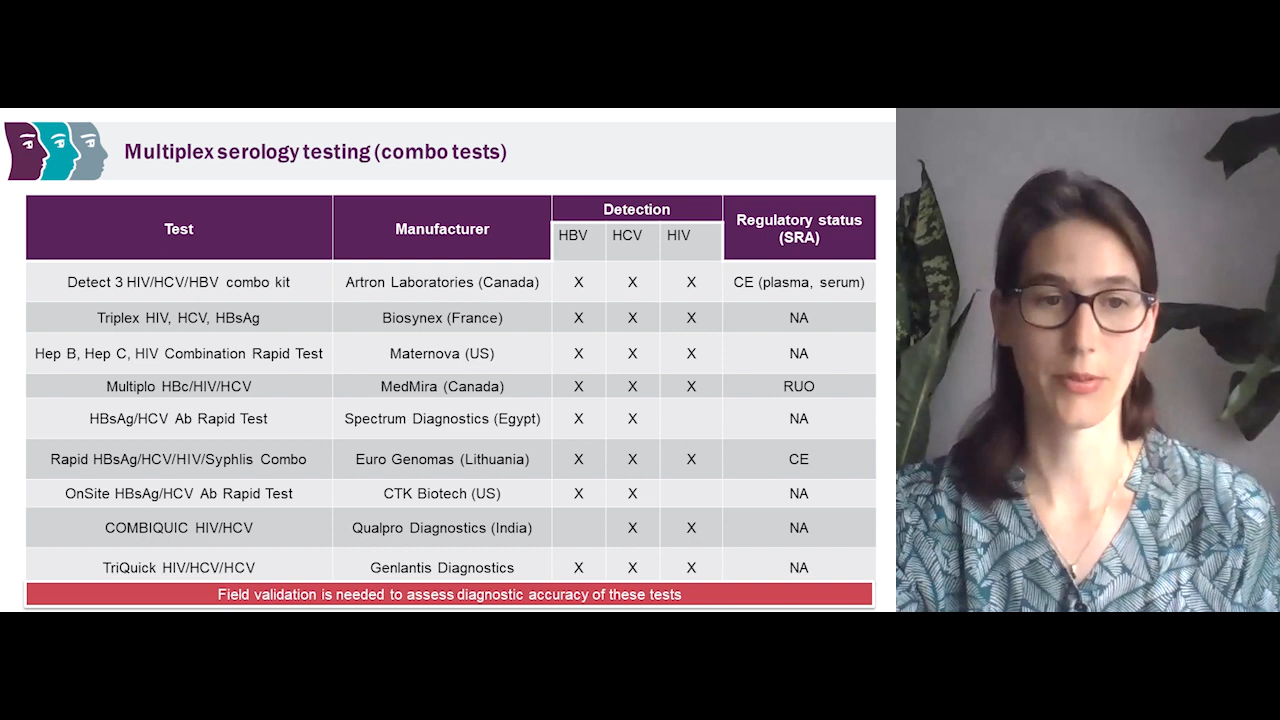 Multiplex serology testing (combo tests)
Test Manufacturer Detection Regulatory status (SRA)
HBV HCV HIV
Detect 3 HIV/HCV/HBV combo kit Artron Laboratories (Canada) X X X CE (plasma, serum)
Triplex HIV, HCV, HBsAg Biosynex (France) X X X NA
Hep B, Hep C, HIV Combination Rapid Test Maternova (US) X X X NA
Multiplo HBc/HIV/HCV MedMira (Canada) X X X RUO
HBsAg/HCV Ab Rapid Test Spectrum Diagnostics (Egypt) X X NA
Rapid HBsAg/HCV/HIV/Syphlis Combo Euro Genomas (Lithuania) X X X CE
OnSite HBsAg/HCV Ab Rapid Test CTK Biotech (US) X X NA
COMBIQUIC HIV/HCV Qualpro Diagnostics (India) X X NA
TriQuick HIV/HCV/HCV Genlantis Diagnostics X X X NA
Field validation is needed to assess diagnostic accuracy of these tests